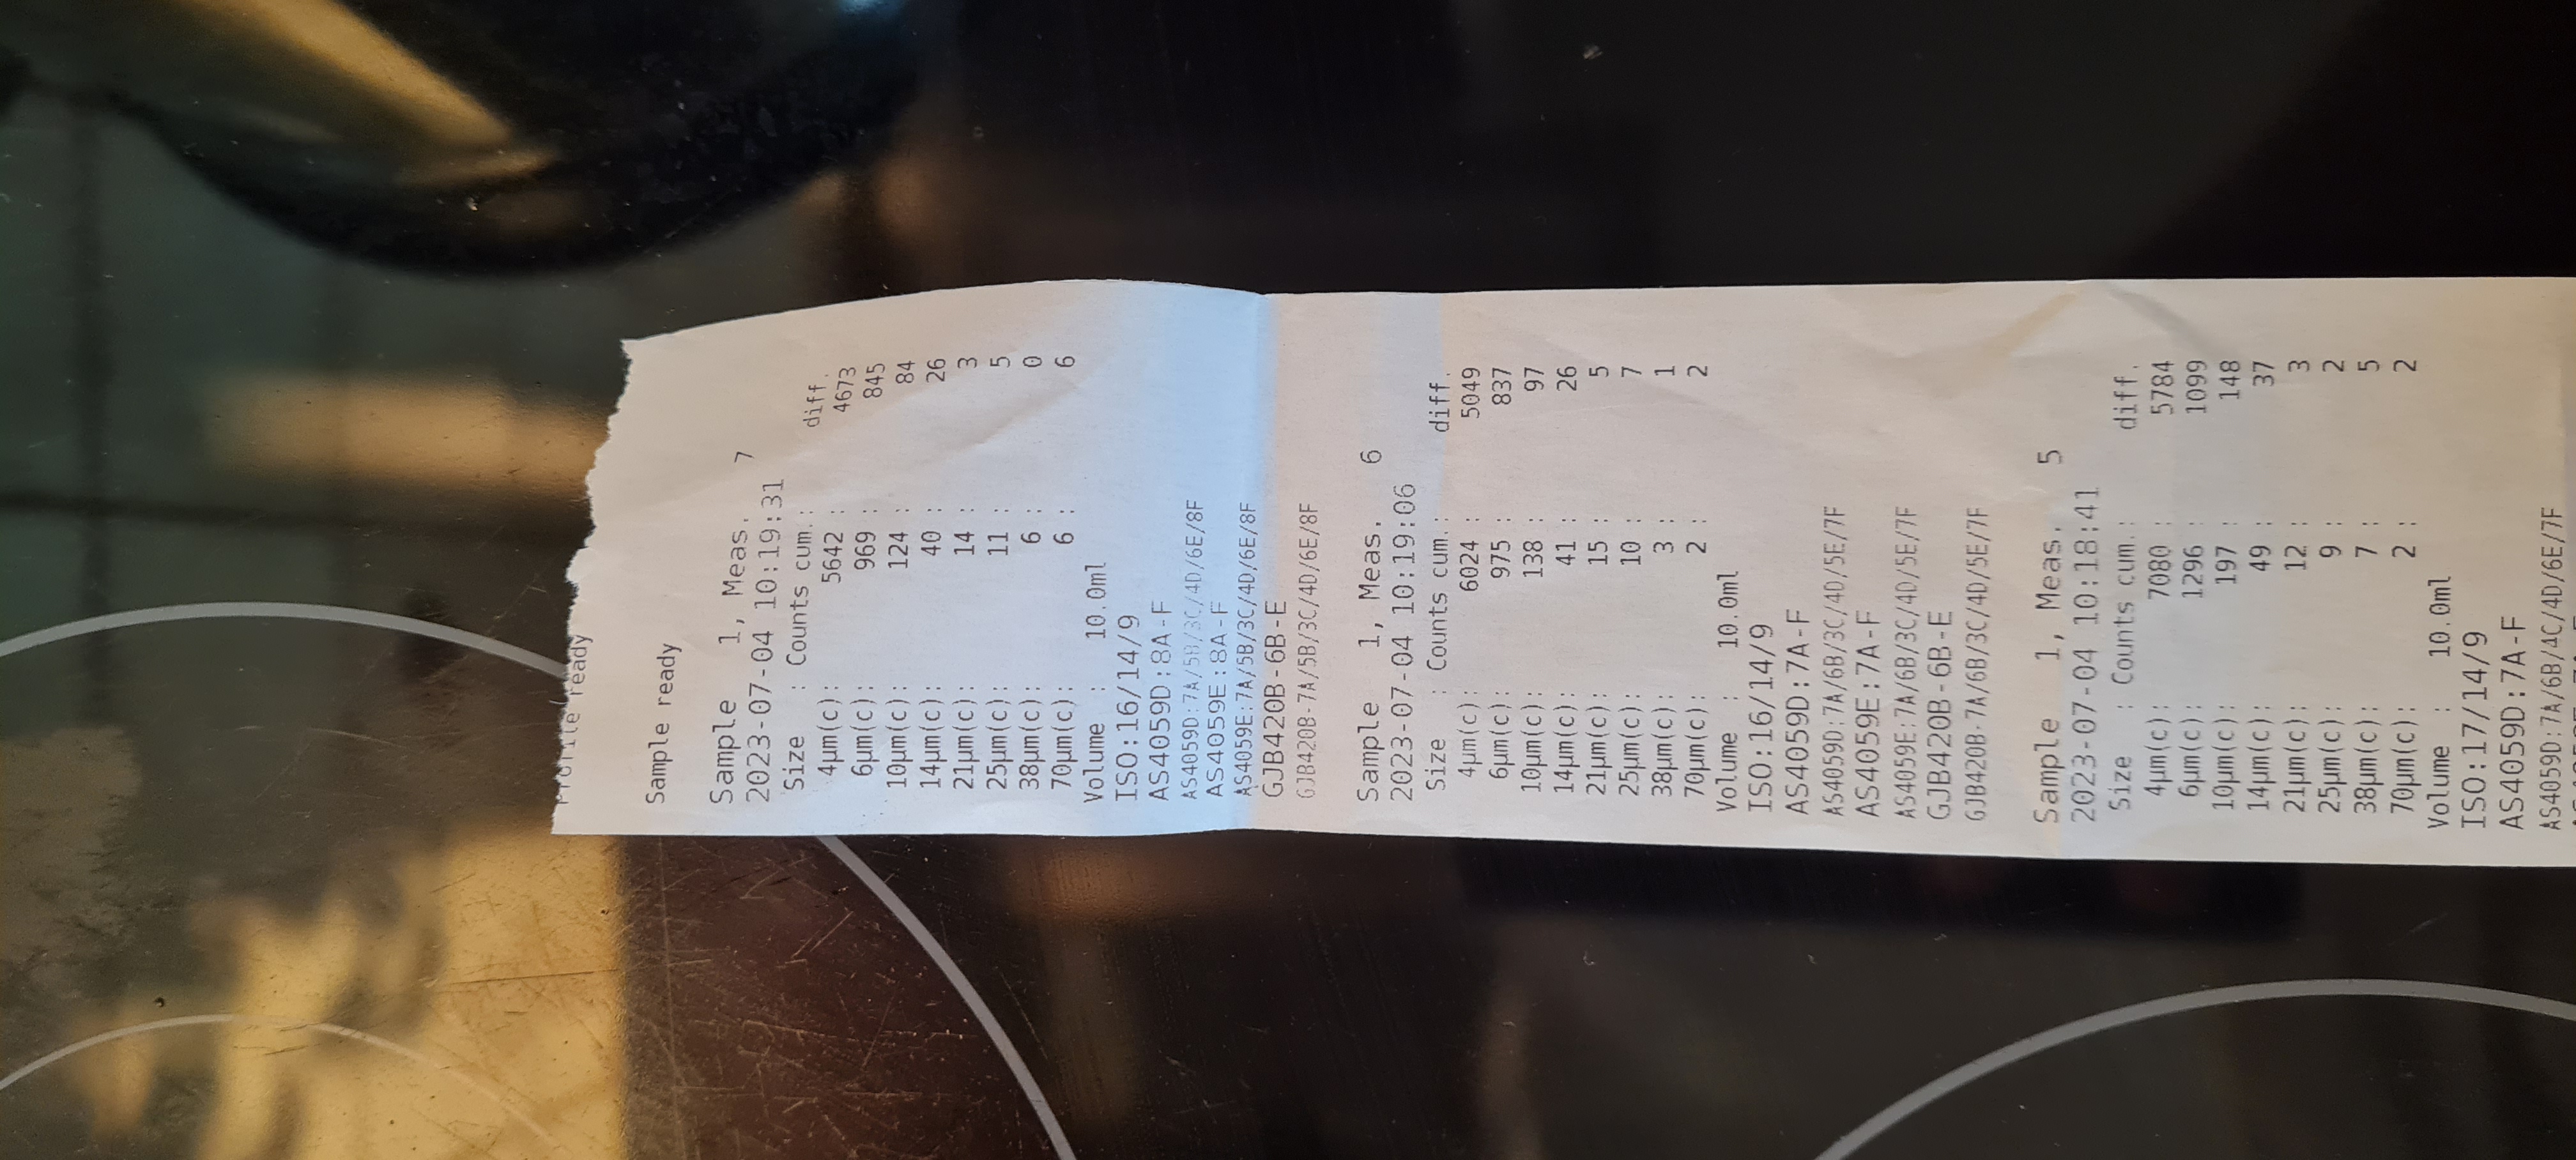 Profile ready
Sample ready
Sample 1, Meas. 7
2023-07-04 10:19:31
Size : Counts cum.: diff.
4µm(c): 5642 : 4673
6µm(c): 969 : 845
10µm(c): 124 : 84
14µm(c): 40 : 26
21µm(c): 14 : 3
25µm(c): 11 : 5
38µm(c): 6 : 0
70µm(c): 6 : 6
Volume : 10.0ml
ISO:16/14/9
AS4059D:8A-F
AS4059D:7A/5B/3C/4D/6E/8F
AS4059E:8A-F
AS4059E:7A/5B/3C/4D/6E/8F
GJB420B-6B-E
GJB420B-7A/5B/3C/4D/6E/8F
Sample 1, Meas. 6
2023-07-04 10:19:06
Size : Counts cum.: diff.
4µm(c): 6024 : 5049
6µm(c): 975 : 837
10µm(c): 138 : 97
14µm(c): 41 : 26
21µm(c): 15 : 5
25µm(c): 10 : 7
38µm(c): 3 : 1
70µm(c): 2 : 2
Volume : 10.0ml
ISO:16/14/9
AS4059D:7A-F
AS4059D:7A/6B/3C/4D/5E/7F
AS4059E:7A-F
AS4059E:7A/6B/3C/4D/5E/7F
GJB420B-6B-E
GJB420B-7A/6B/3C/4D/5E/7F
Sample 1, Meas. 5
2023-07-04 10:18:41
Size : Counts cum.: diff.
4µm(c): 7080 : 5784
6µm(c): 1296 : 1099
10µm(c): 197 : 148
14µm(c): 49 : 37
21µm(c): 12 : 3
25µm(c): 9 : 2
38µm(c): 7 : 5
70µm(c): 2 : 2
Volume : 10.0ml
ISO:17/14/9
AS4059D:7A-F
AS4059D:7A/6B/4C/4D/6E/7F